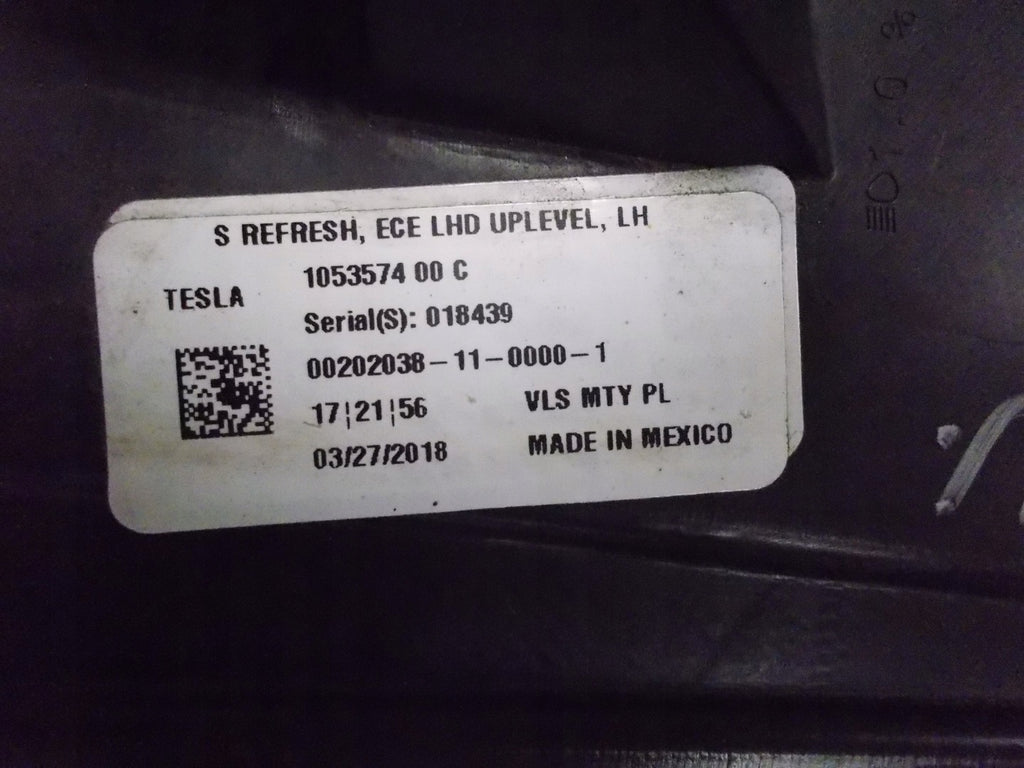 S REFRESH, ECE LHD UPLEVEL, LH
1053574 00 C
TESLA
Serial(S): 018439
00202038-11-0000-1
17¦21¦56
VLS MTY PL
03/27/2018
MADE IN MEXICO